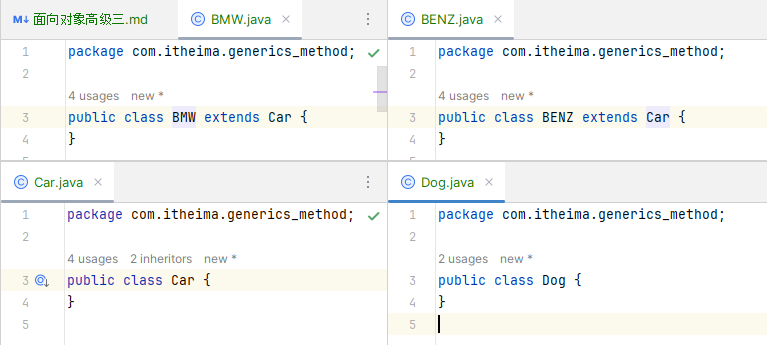 M↓ 面向对象高级三.md
BMW.java
1 package com.itheima.generics_method;
2
4 usages new *
3 public class BMW extends Car {
4 }
5
BENZ.java
1 package com.itheima.generics_method;
2
4 usages new *
3 public class BENZ extends Car {
4 }
5
Car.java
1 package com.itheima.generics_method;
2
4 usages 2 inheritors new *
3 public class Car {
4 }
5
Dog.java
1 package com.itheima.generics_method;
2
2 usages new *
3 public class Dog {
4 }
5